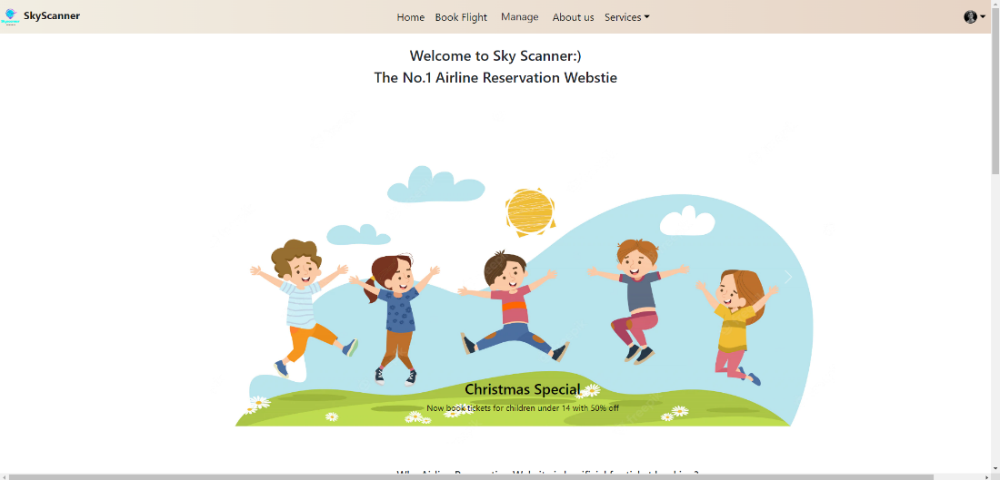 SkyScanner
Home Book Flight Manage About us Services
Welcome to Sky Scanner:)
The No.1 Airline Reservation Webstie
Christmas Special
Now book tickets for children under 14 with 50% off